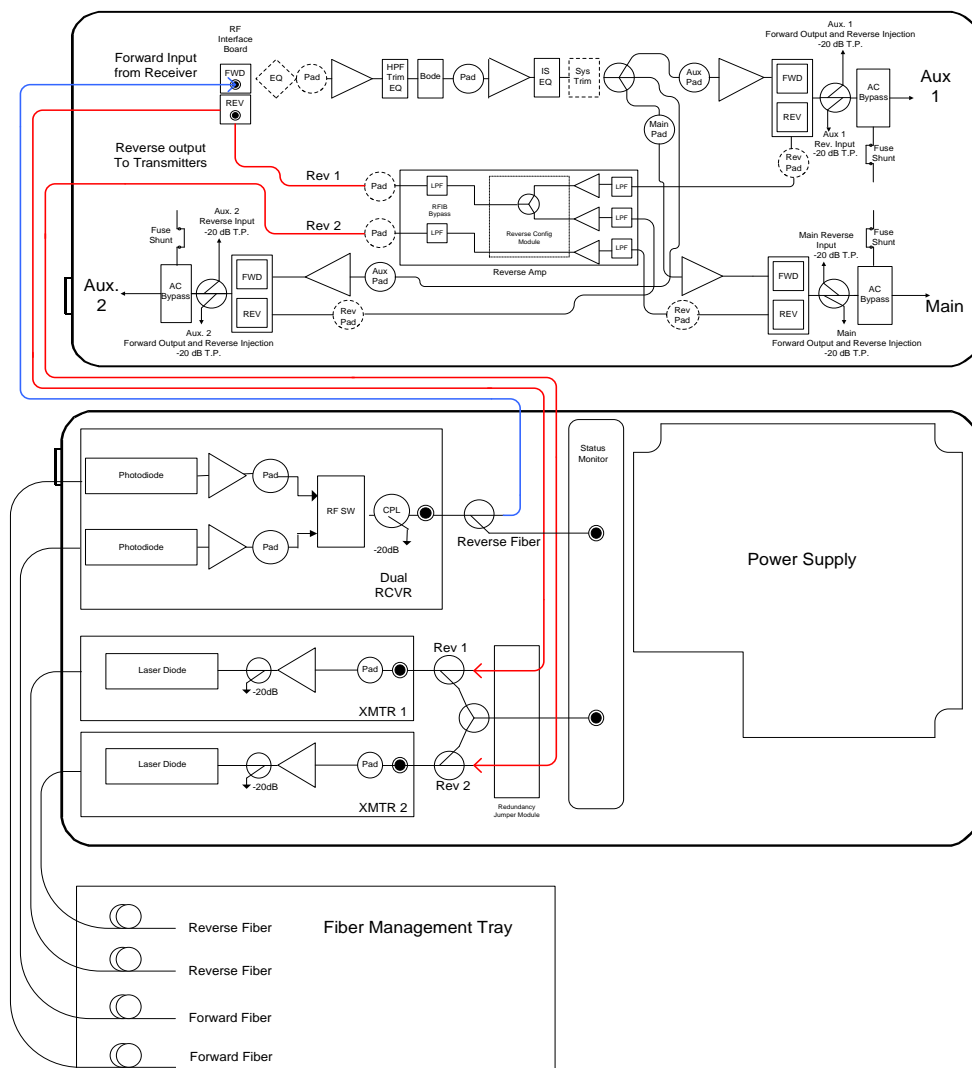 RF
Interface
Board
Forward Input
from Receiver
FWD
REV
EQ
Pad
HPF
Trim
EQ
Bode
Pad
IS
EQ
Sys
Trim
Aux
Pad
Main
Pad
FWD
REV
Rev
Pad
Aux. 1
Forward Output and Reverse Injection
-20 dB T.P.
Aux 1
Rev. Input
-20 dB T.P.
AC
Bypass
Fuse
Shunt
Aux
1
Reverse output
To Transmitters
Rev 1
Pad
Rev 2
Pad
LPF
RFIB
Bypass
LPF
Reverse Config
Module
LPF
LPF
LPF
Reverse Amp
Fuse
Shunt
Aux. 2
Reverse Input
-20 dB T.P.
Aux.
2
AC
Bypass
FWD
REV
Aux
Pad
Rev
Pad
Aux. 2
Forward Output and Reverse Injection
-20 dB T.P.
Rev
Pad
FWD
REV
Main Reverse
Input
-20 dB T.P.
Fuse
Shunt
AC
Bypass
Main
Main
Forward Output and Reverse Injection
-20 dB T.P.
Photodiode
Pad
Photodiode
Pad
RF SW
CPL
-20dB
Dual
RCVR
Reverse Fiber
Status
Monitor
Power Supply
Laser Diode
-20dB
Pad
XMTR 1
Rev 1
Laser Diode
-20dB
Pad
XMTR 2
Rev 2
Redundancy
Jumper Module
Fiber Management Tray
Reverse Fiber
Reverse Fiber
Forward Fiber
Forward Fiber